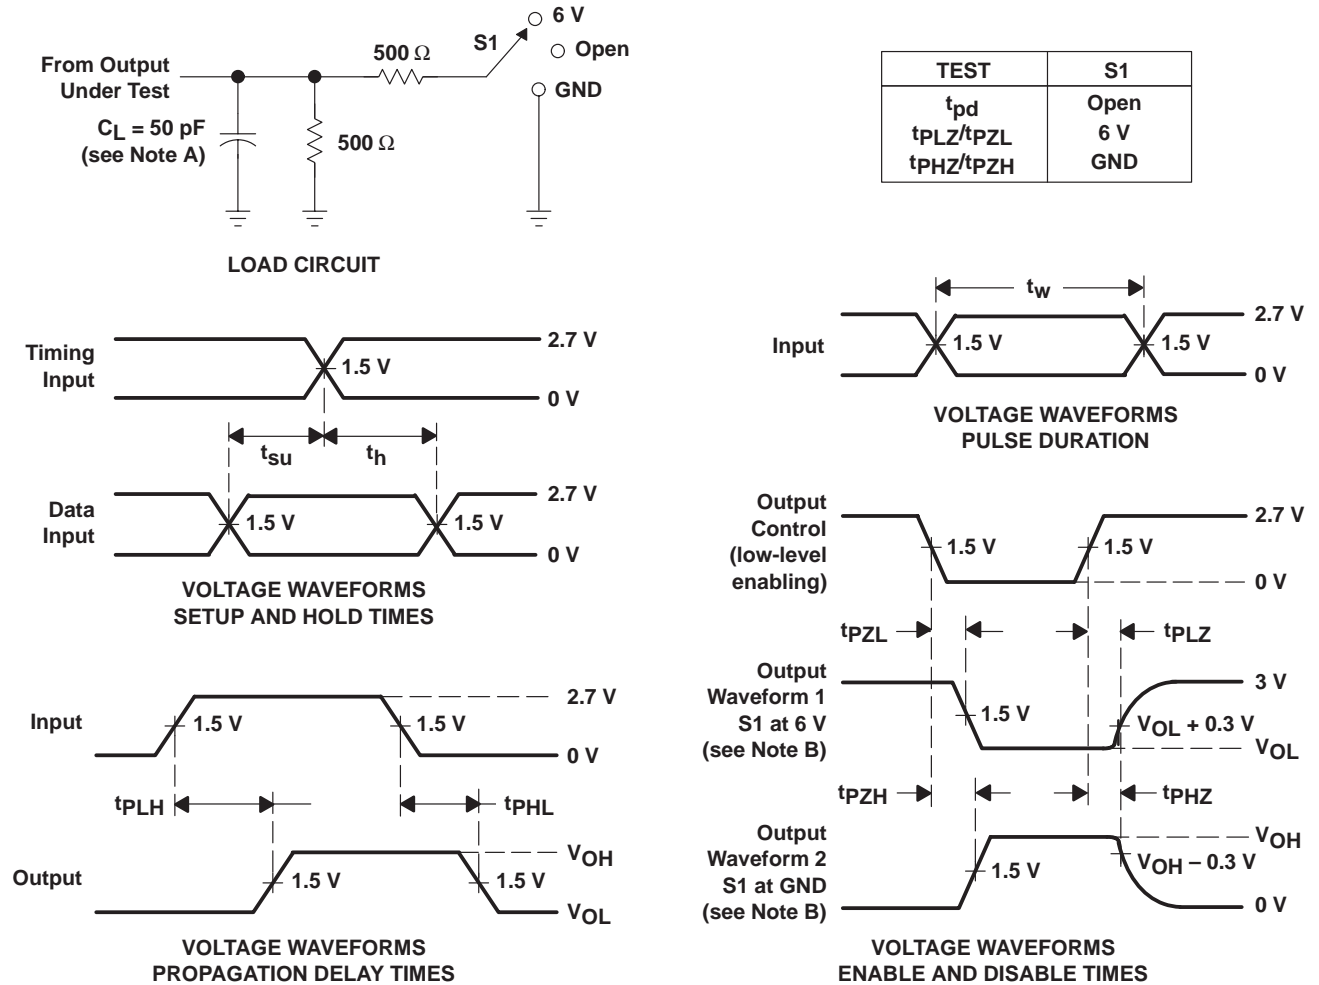 6 V
S1
Open
500 Ω
From Output
Under Test
GND
CL = 50 pF
(see Note A)
500 Ω
LOAD CIRCUIT
TEST S1
tpd Open
tPLZ/tPZL 6 V
tPHZ/tPZH GND
Timing
Input
2.7 V
1.5 V
0 V
tsu
th
Data
Input
2.7 V
1.5 V
1.5 V
0 V
VOLTAGE WAVEFORMS
SETUP AND HOLD TIMES
tw
Input
2.7 V
1.5 V
1.5 V
0 V
VOLTAGE WAVEFORMS
PULSE DURATION
Input
2.7 V
1.5 V
1.5 V
0 V
tPLH
tPHL
Output
VOH
1.5 V
1.5 V
VOL
VOLTAGE WAVEFORMS
PROPAGATION DELAY TIMES
Output
Control
(low-level
enabling)
2.7 V
1.5 V
1.5 V
0 V
tPZL
tPLZ
Output
Waveform 1
S1 at 6 V
(see Note B)
3 V
1.5 V
VOL + 0.3 V
VOL
tPZH
tPHZ
Output
Waveform 2
S1 at GND
(see Note B)
VOH
1.5 V
VOH – 0.3 V
0 V
VOLTAGE WAVEFORMS
ENABLE AND DISABLE TIMES